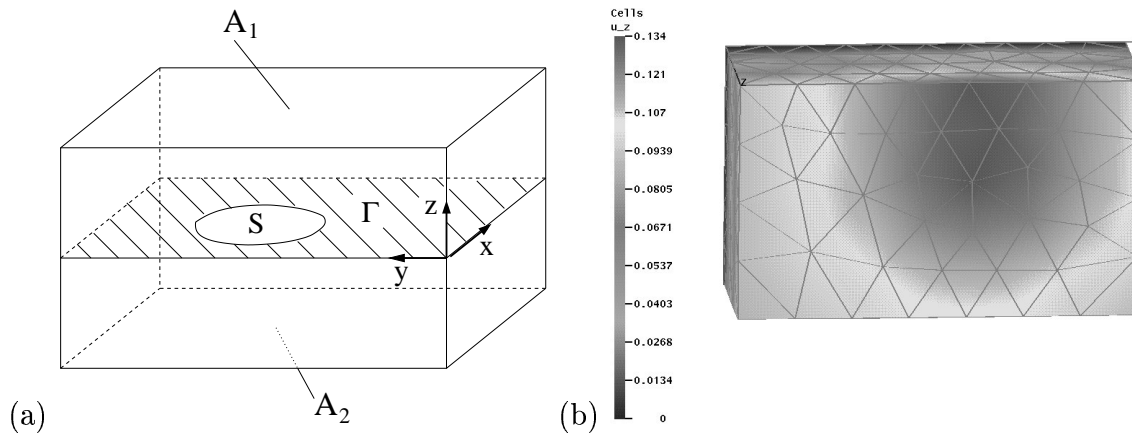 A₁
S
Γ
z
x
y
A₂
(a)
Cells
u_z
0.134
0.121
0.107
0.0939
0.0805
0.0671
0.0537
0.0403
0.0268
0.0134
0
z
(b)